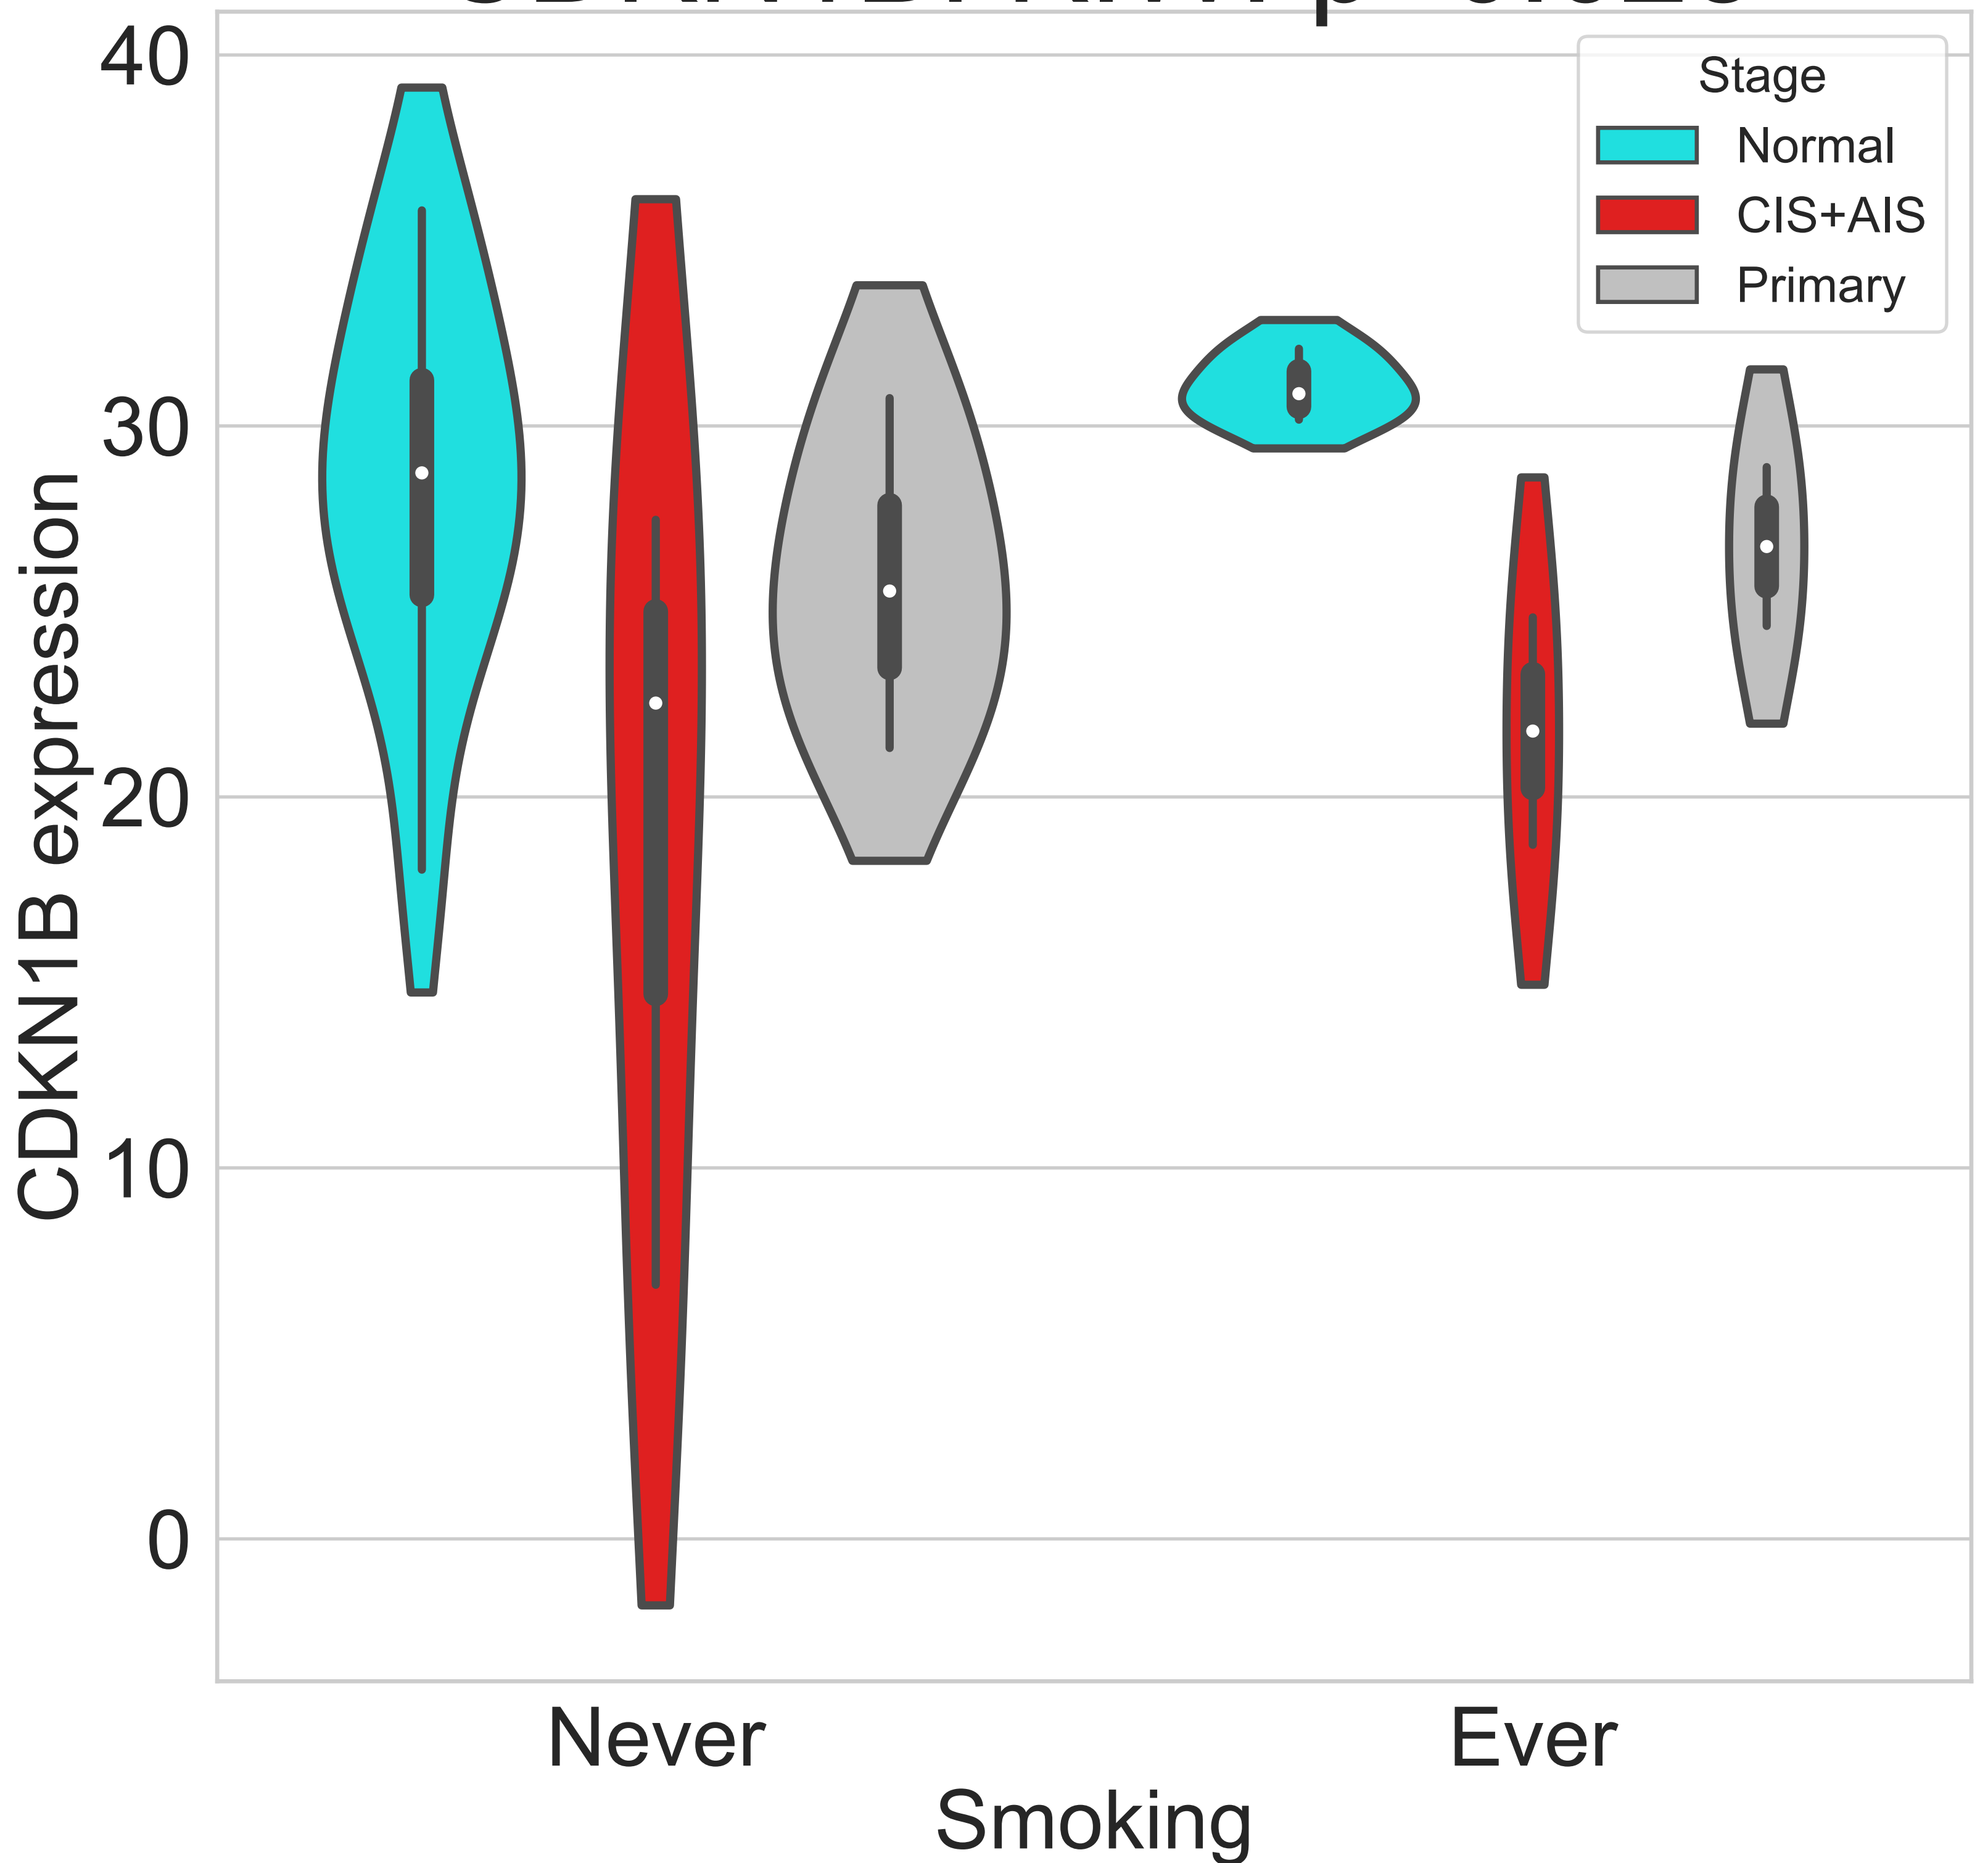 Stage
Normal
CIS+AIS
Primary
CDKN1B expression
40
30
20
10
0
Never
Ever
Smoking